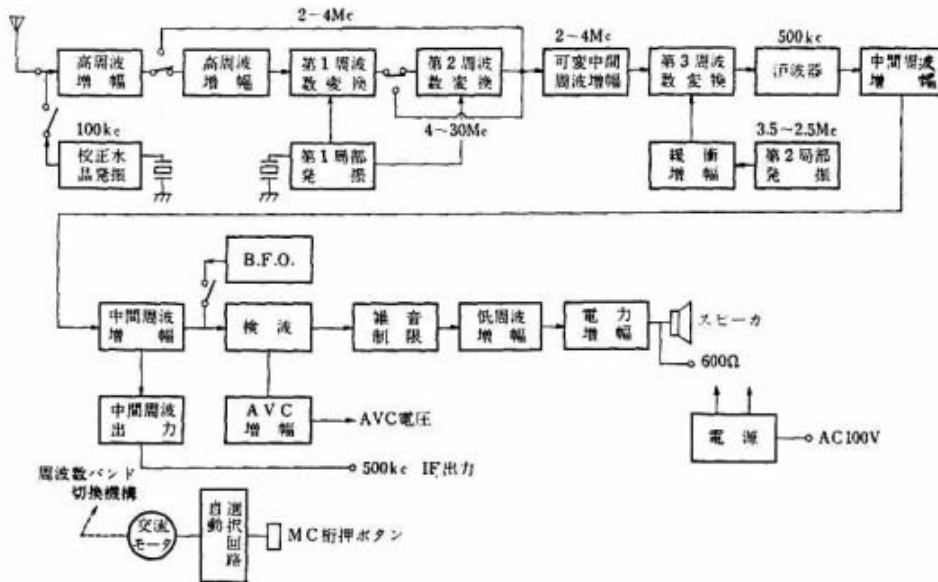 2～4Mc
高周波
増幅
高周波
増幅
第1周波
数変換
第2周波
数変換
2～4Mc
可変中間
周波増幅
第3周波
数変換
500kc
沪波器
中間周波
増幅
4～30Mc
100kc
校正水
晶発振
第1局部
発振
緩衝
増幅
3.5～2.5Mc
第2局部
発振
B.F.O.
中間周波
増幅
検波
雑音
制限
低周波
増幅
電力
増幅
スピーカ
600Ω
中間周波
出力
AVC
増幅
AVC電圧
電源
AC100V
500kc IF出力
周波数バンド
切換機構
交流
モータ
自動
選択回路
MC桁押ボタン